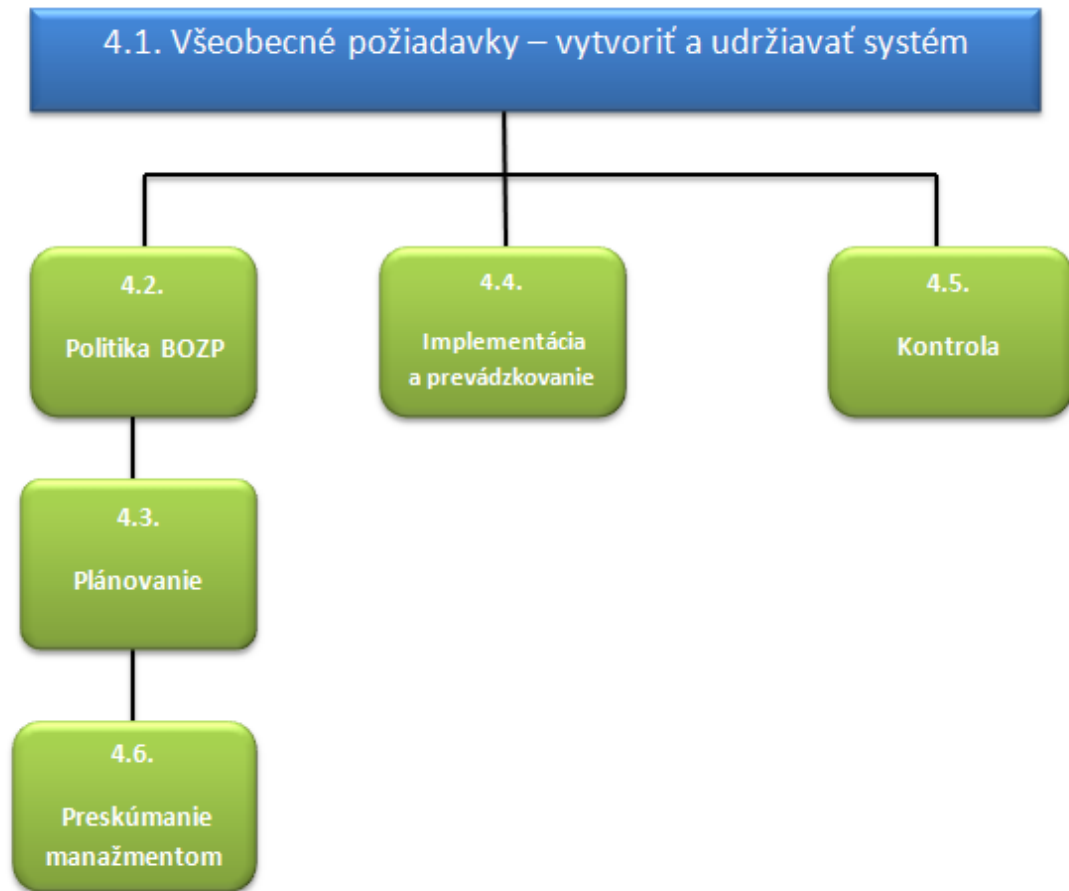 4.1. Všeobecné požiadavky – vytvoriť a udržiavať systém
4.2.
Politika BOZP
4.4.
Implementácia
a prevádzkovanie
4.5.
Kontrola
4.3.
Plánovanie
4.6.
Preskúmanie
manažmentom